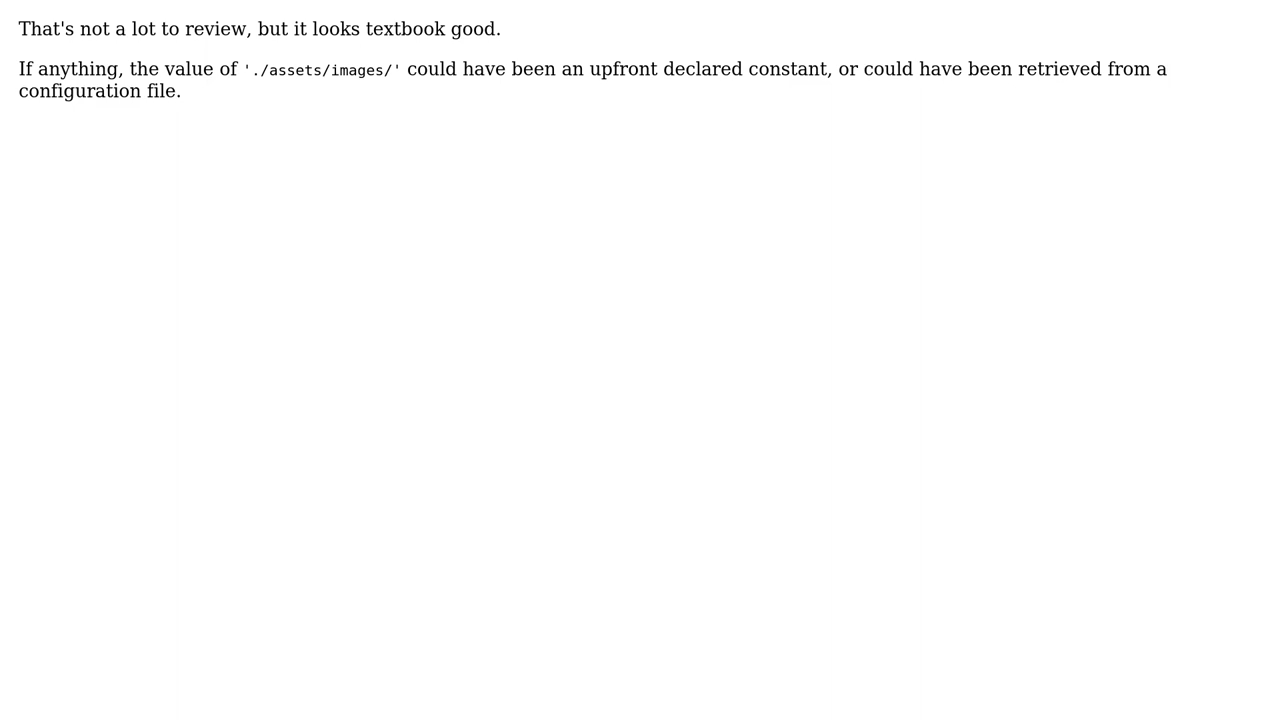 That's not a lot to review, but it looks textbook good.
If anything, the value of './assets/images/' could have been an upfront declared constant, or could have been retrieved from a
configuration file.